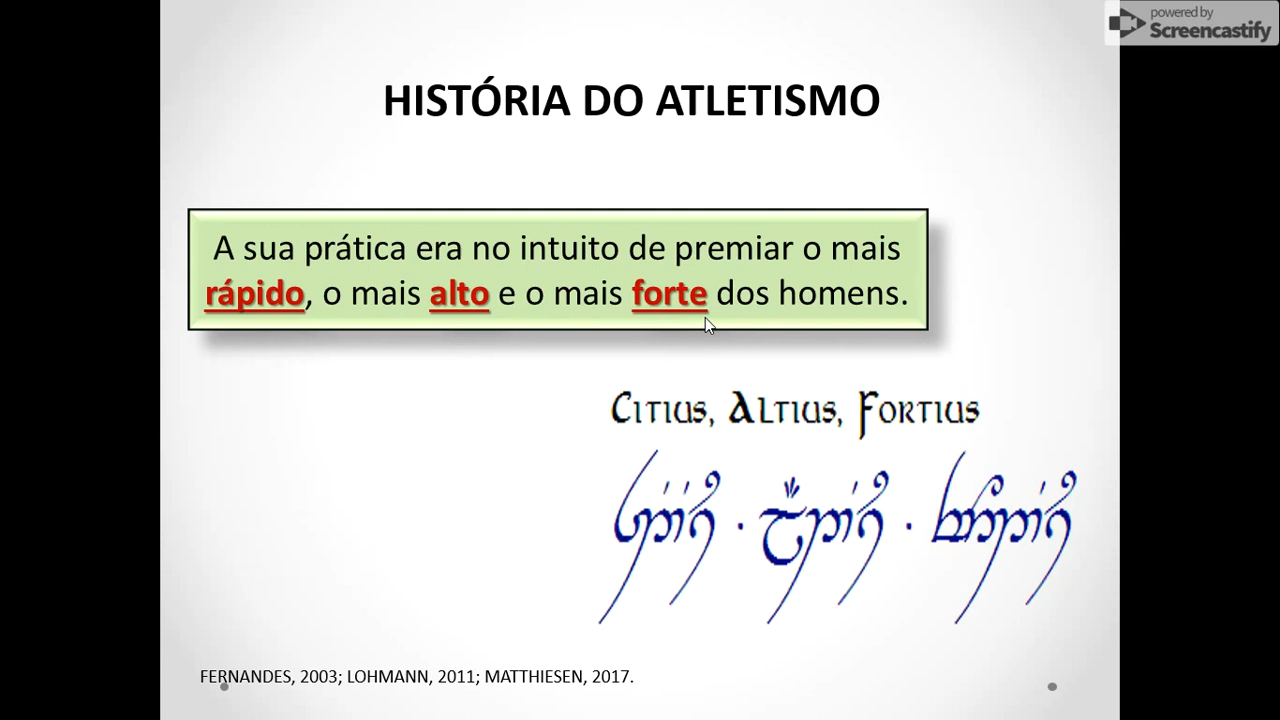 powered by
Screencastify
HISTÓRIA DO ATLETISMO
A sua prática era no intuito de premiar o mais
rápido, o mais alto e o mais forte dos homens.
Citius, Altius, Fortius
FERNANDES, 2003; LOHMANN, 2011; MATTHIESEN, 2017.